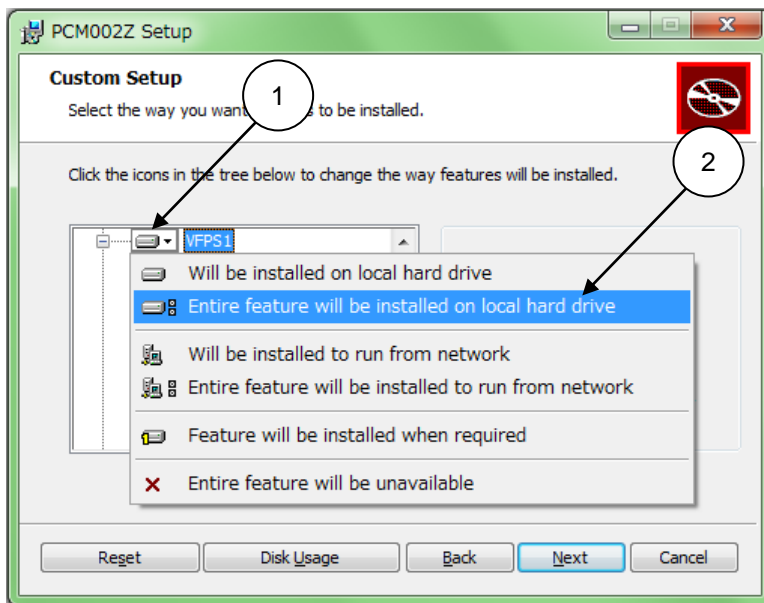 PCM002Z Setup
Custom Setup
Select the way you want s to be installed.
1
2
Click the icons in the tree below to change the way features will be installed.
VFPS1
Will be installed on local hard drive
Entire feature will be installed on local hard drive
Will be installed to run from network
Entire feature will be installed to run from network
Feature will be installed when required
Entire feature will be unavailable
Reset
Disk Usage
Back
Next
Cancel